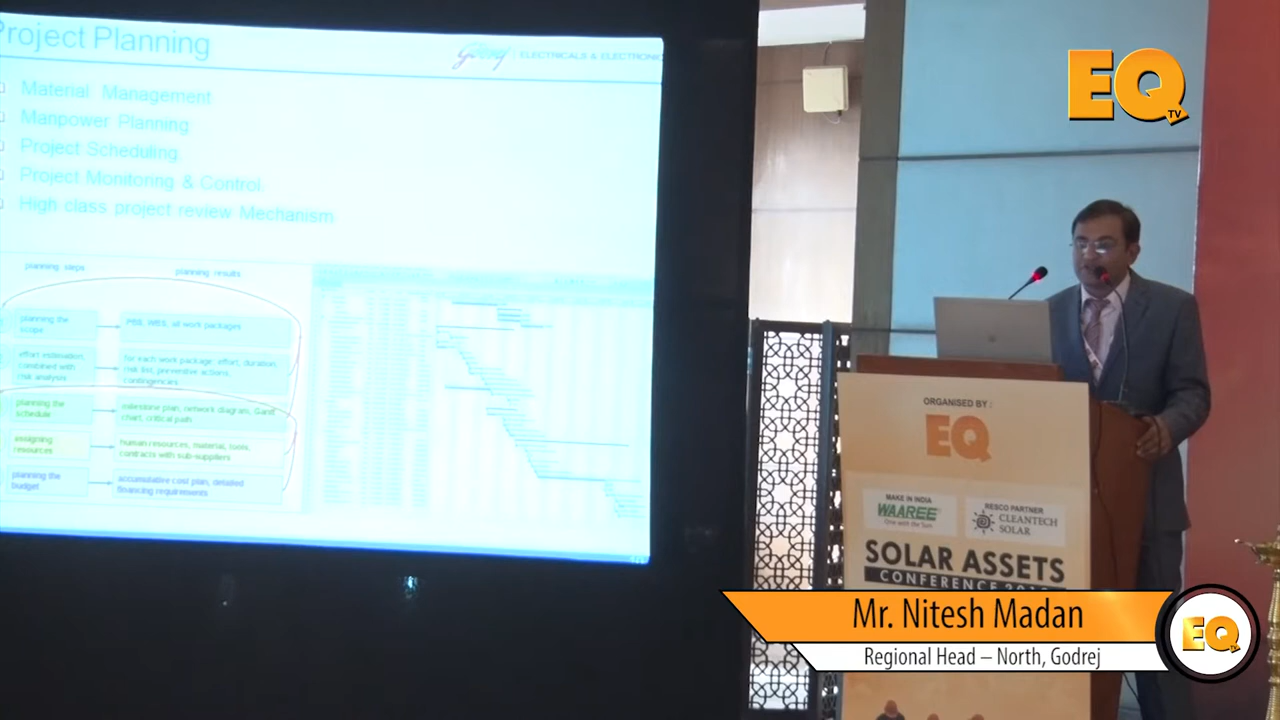 Project Planning
Godrej | ELECTRICALS & ELECTRONIC
Material Management
Manpower Planning
Project Scheduling
Project Monitoring & Control
High class project review Mechanism
planning steps
planning results
planning the
scope
PBS, WBS, all work packages
effort estimation,
combined with
risk analysis
for each work package: effort, duration,
risk list, preventive actions,
contingencies
planning the
schedule
milestone plan, network diagram, Gantt
chart, critical path
assigning
resources
human resources, material, tools,
contracts with sub-suppliers
planning the
budget
accumulative cost plan, detailed
financing requirements
EQ
TV
ORGANISED BY :
EQ
MAKE IN INDIA
WAAREE
One with the Sun
RESCO PARTNER
CLEANTECH
SOLAR
SOLAR ASSETS
CONFERENCE
Mr. Nitesh Madan
Regional Head – North, Godrej
EQ
TV